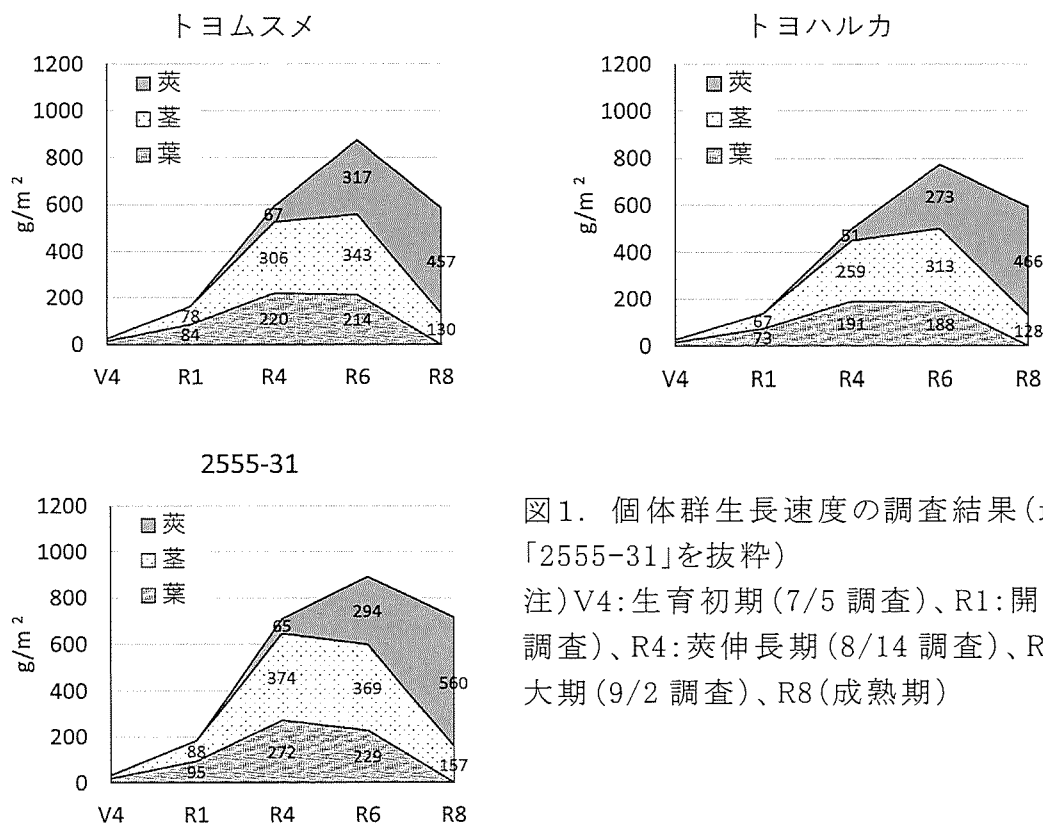 トヨムスメ
1200
1000
800
600
400
200
0
g/m²
莢
茎
葉
317
67
306
343
457
78
84
220
214
130
V4 R1 R4 R6 R8
トヨハルカ
1200
1000
800
600
400
200
0
g/m²
莢
茎
葉
273
51
259
313
466
67
73
191
188
128
V4 R1 R4 R6 R8
2555-31
1200
1000
800
600
400
200
0
g/m²
莢
茎
葉
294
65
374
369
560
88
95
272
229
157
V4 R1 R4 R6 R8
図1. 個体群生長速度の調査結果(
「2555-31」を抜粋)
注)V4:生育初期(7/5 調査)、R1:開
調査)、R4:莢伸長期(8/14 調査)、R
大期(9/2 調査)、R8(成熟期)